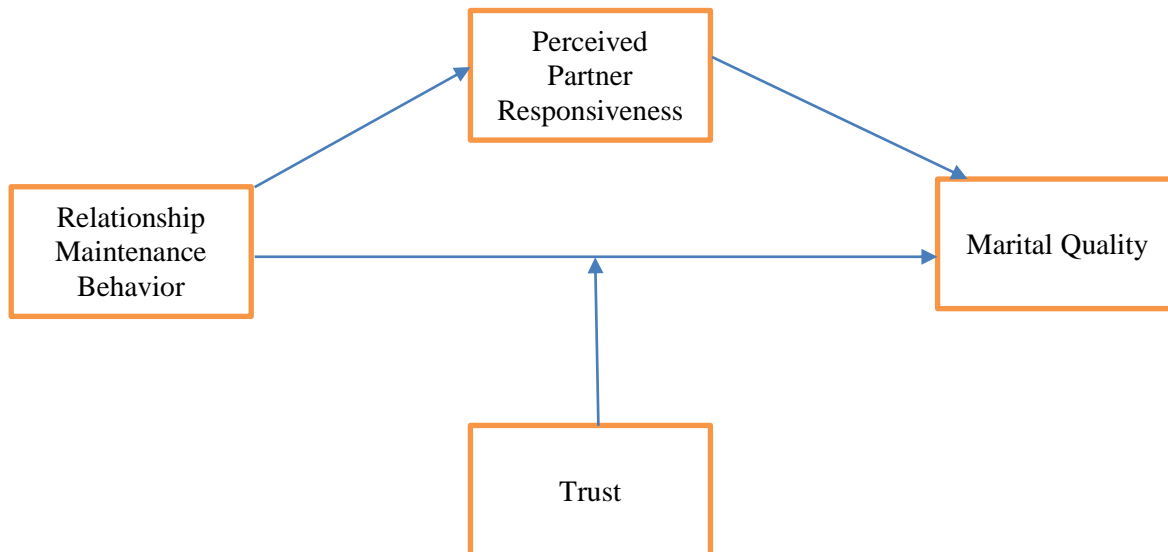 Perceived
Partner
Responsiveness
Relationship
Maintenance
Behavior
Marital Quality
Trust